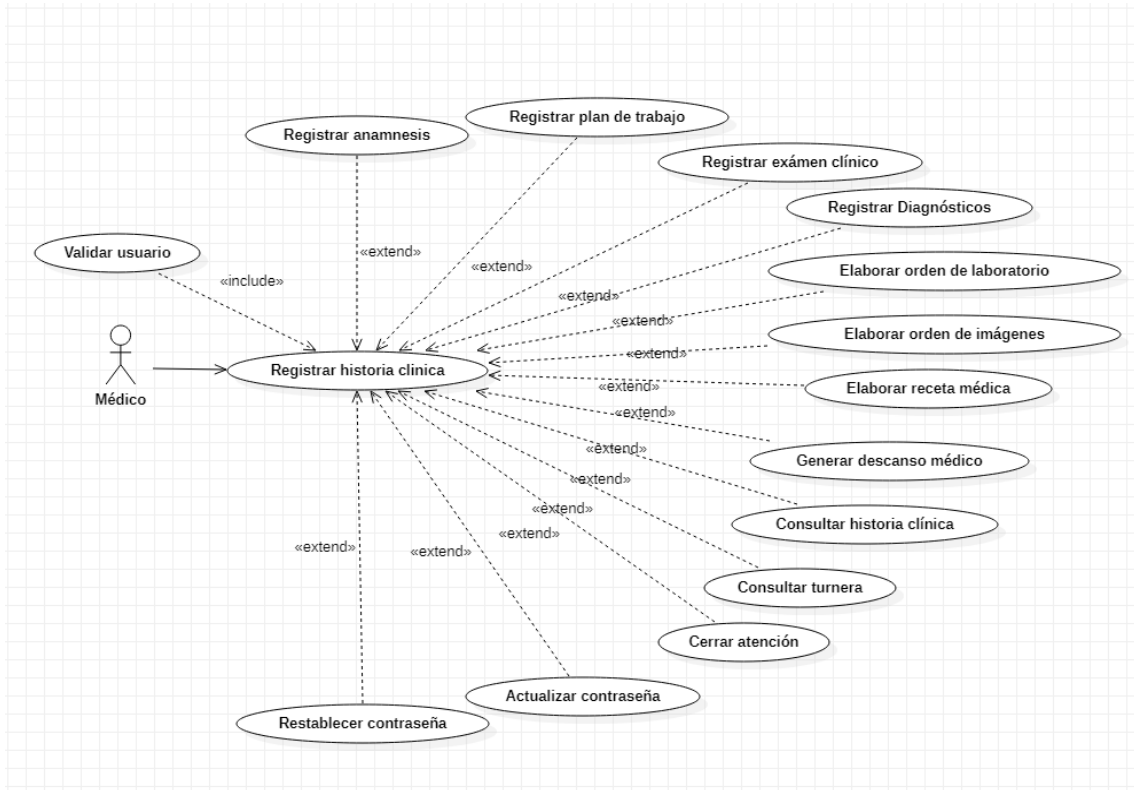 Registrar plan de trabajo
Registrar anamnesis
Registrar exámen clínico
Registrar Diagnósticos
Validar usuario
«extend»
«extend»
Elaborar orden de laboratorio
«include»
«extend»
«extend»
Elaborar orden de imágenes
«extend»
Médico
Registrar historia clinica
«extend»
Elaborar receta médica
«extend»
«extend»
Generar descanso médico
«extend»
«extend»
Consultar historia clínica
«extend»
«extend»
«extend»
«extend»
Consultar turnera
Cerrar atención
Actualizar contraseña
Restablecer contraseña